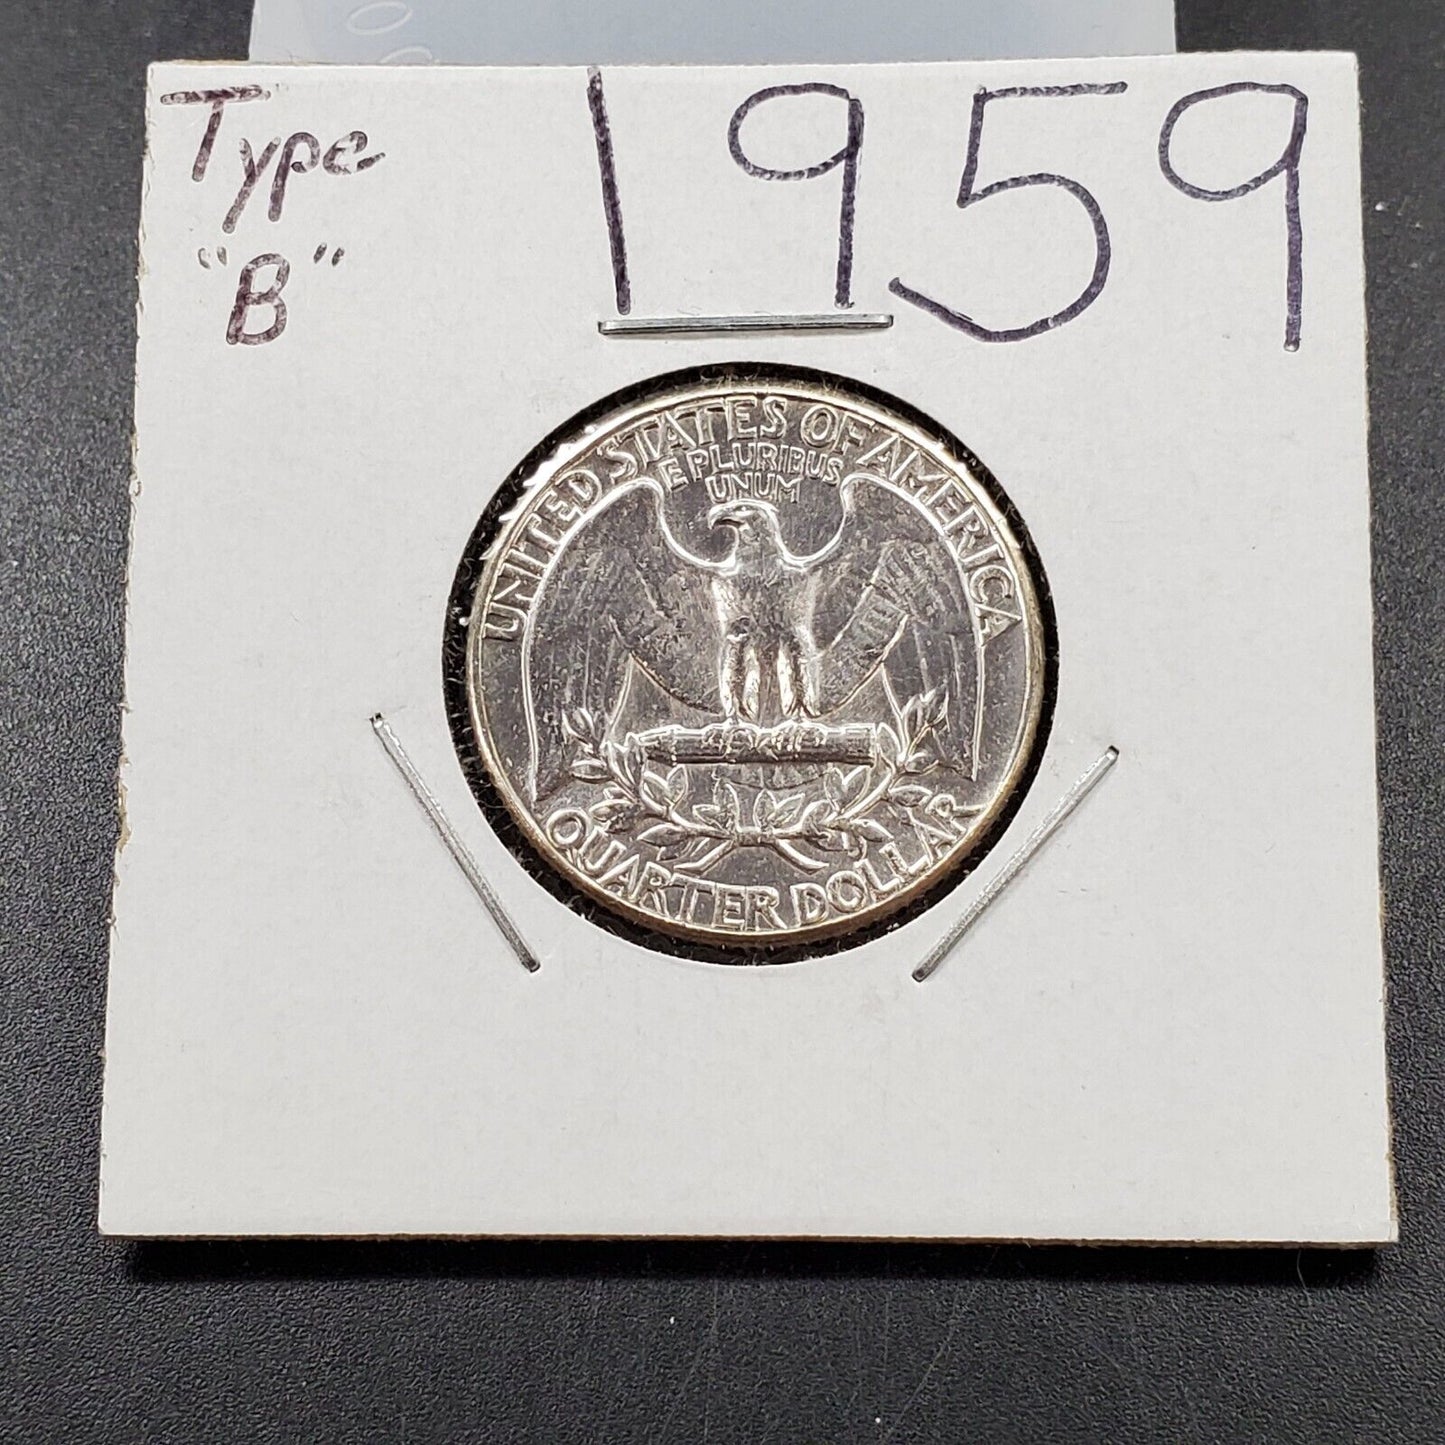 Type
"B"
1959
UNITED STATES OF AMERICA
E PLURIBUS
UNUM
QUARTER DOLLAR